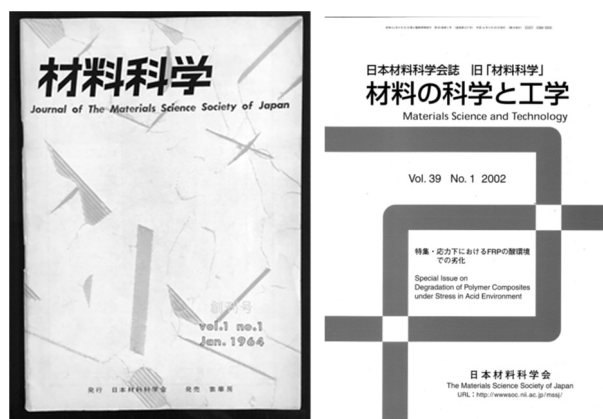 材料科学
Journal of The Materials Science Society of Japan
創刊号
vol.1 no.1
Jan. 1964
発行 日本材料科学会 発売 裳華房
日本材料科学会誌 旧「材料科学」
材料の科学と工学
Materials Science and Technology
Vol. 39 No. 1 2002
特集・応力下におけるFRPの酸環境
での劣化
Special Issue on
Degradation of Polymer Composites
under Stress in Acid Environment
日本材料科学会
The Materials Science Society of Japan
URL : http://wwwsoc.nii.ac.jp/mssj/